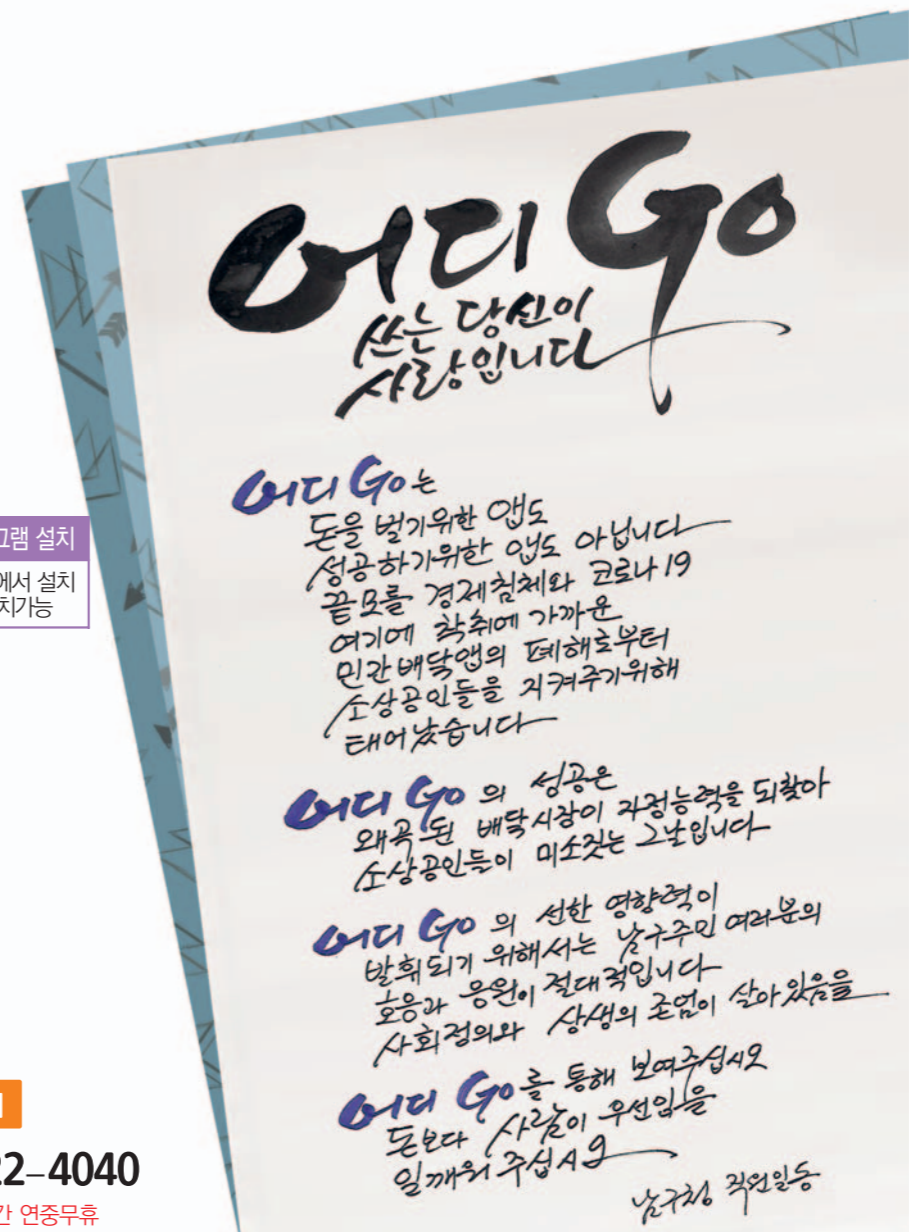 어디 Go
쓰는 당신이
사랑입니다
어디 Go는
돈을 벌기위한 앱도
성공하기위한 앱도 아닙니다
끝모를 경제침체와 코로나19
여기에 착취에 가까운
민간배달앱의 폐해로부터
소상공인들을 지켜주기위해
태어났습니다
어디 Go의 성공은
왜곡된 배달시장이 자정능력을 되찾아
소상공인들이 미소짓는 그날입니다
어디 Go의 선한 영향력이
발휘되기 위해서는 남구주민 여러분의
호응과 응원이 절대적입니다
사회정의와 상생의 존엄이 살아있음을
어디 Go를 통해 보여주십시오
돈보다 사람이 우선임을
일깨워 주십시오
남구청 직원일동
그램 설치
에서 설치
치가능
22-4040
간 연중무휴